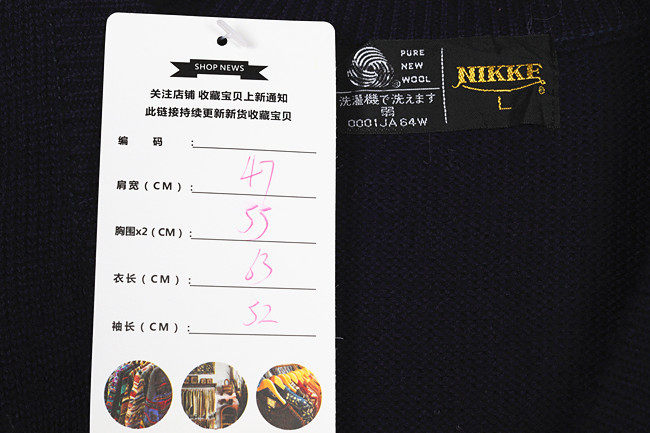 SHOP NEWS
关注店铺 收藏宝贝上新通知
此链接持续更新新货收藏宝贝
编 码 :
肩宽(CM): 47
胸围x2(CM): 55
衣长(CM): 63
袖长(CM): 52
PURE
NEW
WOOL
洗濯機で洗えます
弱
0001JA64W
NIKKE
L